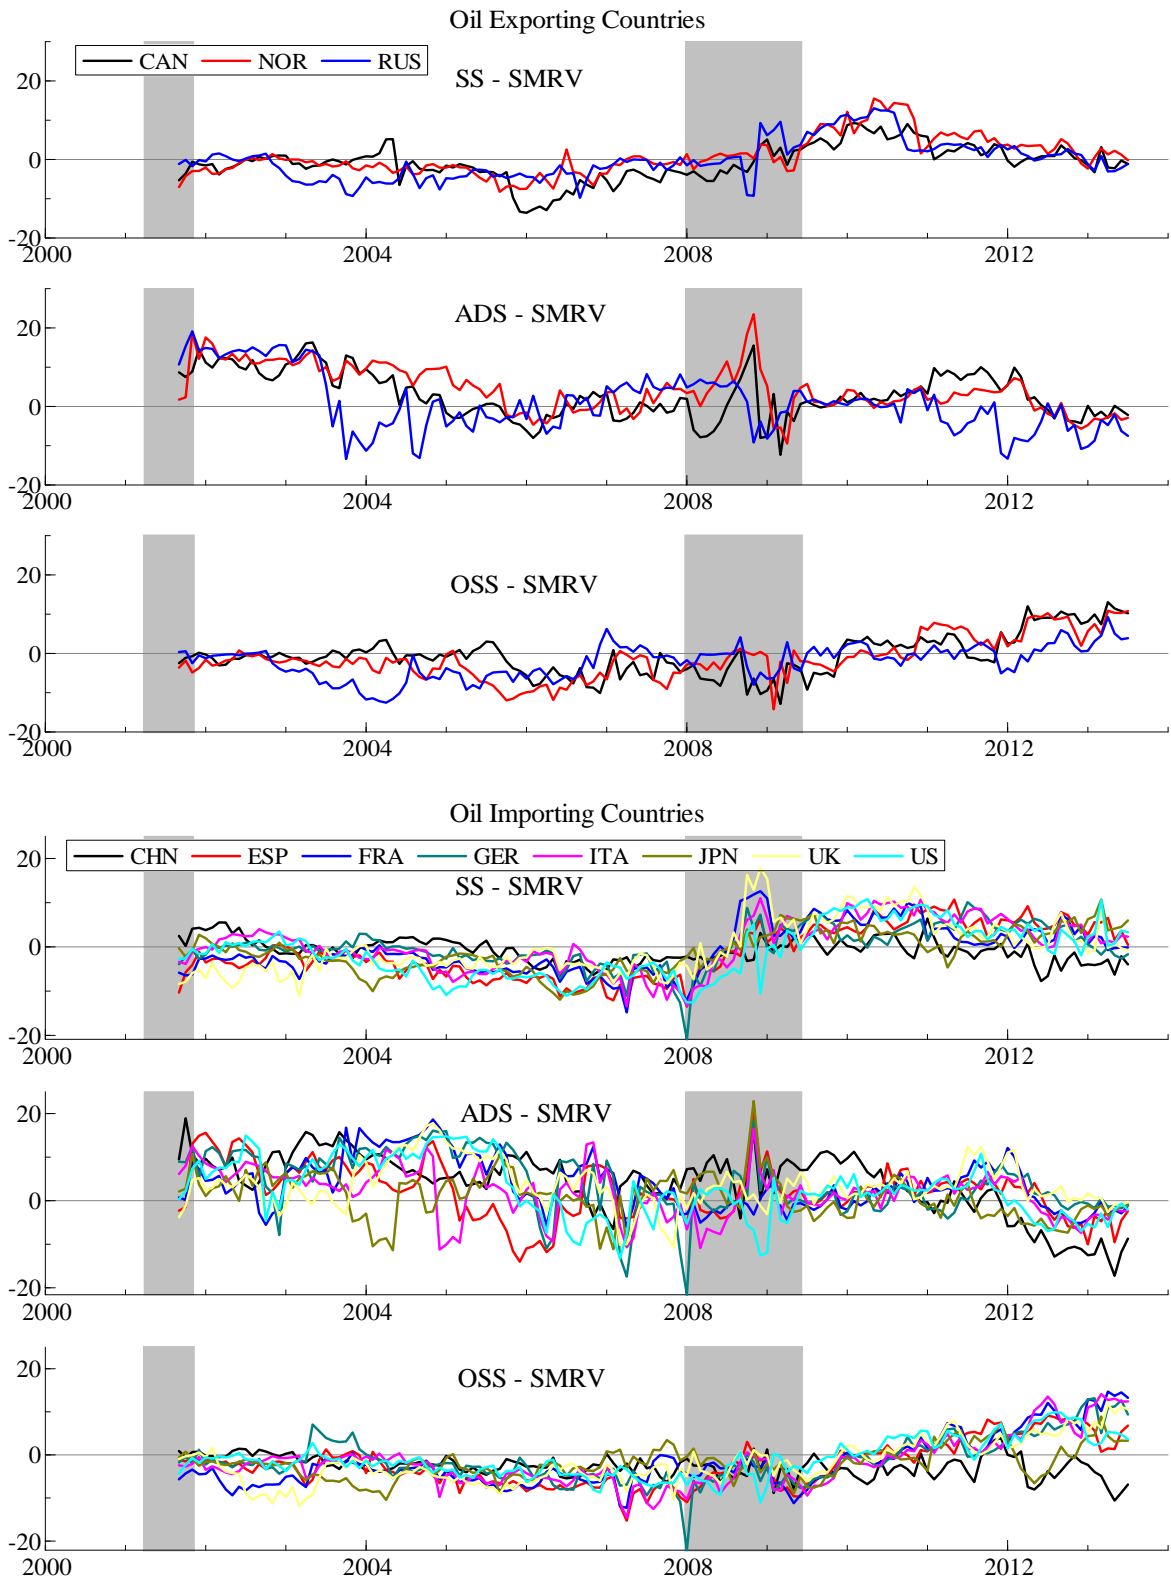 Oil Exporting Countries
CAN NOR RUS
SS - SMRV
20
0
-20
2000 2004 2008 2012
ADS - SMRV
20
0
-20
2000 2004 2008 2012
OSS - SMRV
20
0
-20
2000 2004 2008 2012
Oil Importing Countries
CHN ESP FRA GER ITA JPN UK US
SS - SMRV
20
0
-20
2000 2004 2008 2012
ADS - SMRV
20
0
-20
2000 2004 2008 2012
OSS - SMRV
20
0
-20
2000 2004 2008 2012